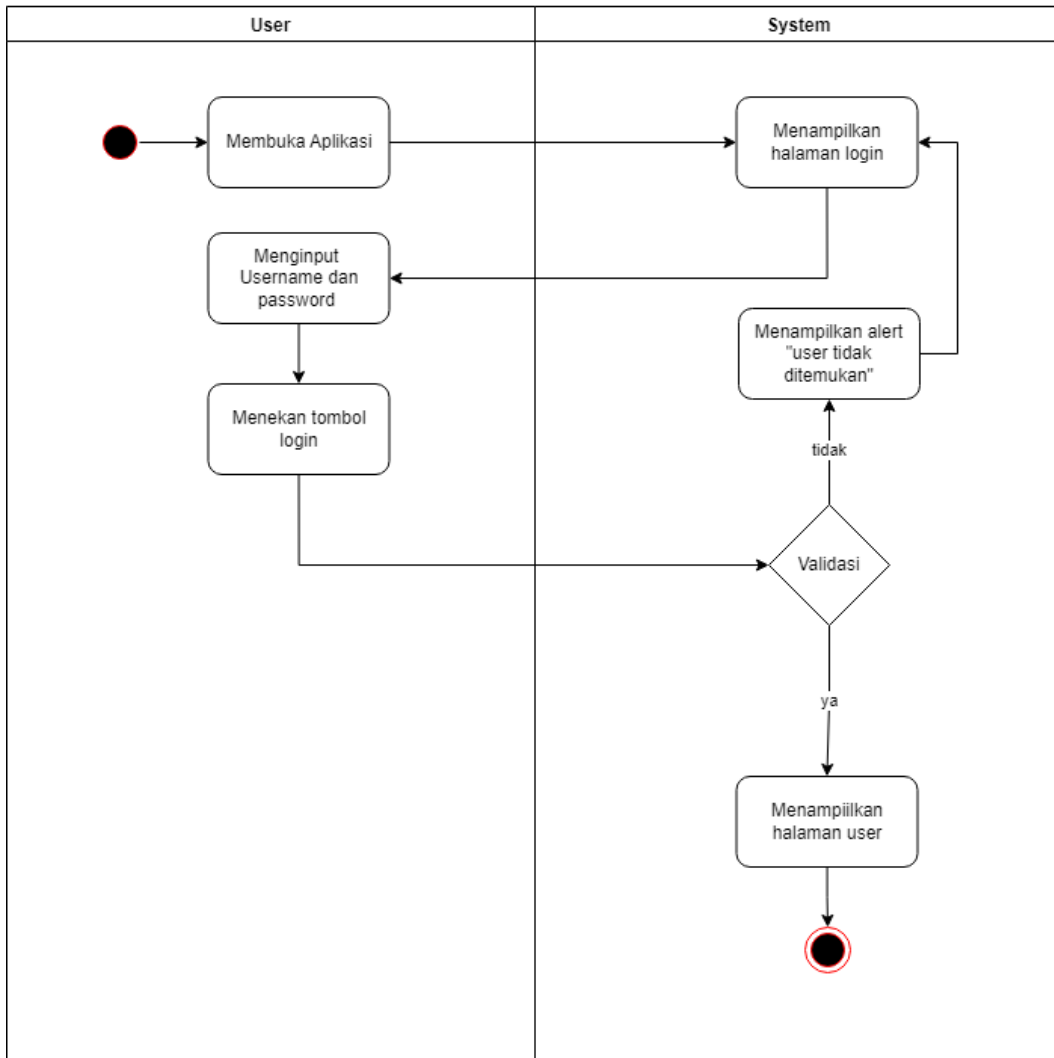 User
System
Membuka Aplikasi
Menampilkan
halaman login
Menginput
Username dan
password
Menampilkan alert
"user tidak
ditemukan"
Menekan tombol
login
tidak
Validasi
ya
Menampiilkan
halaman user